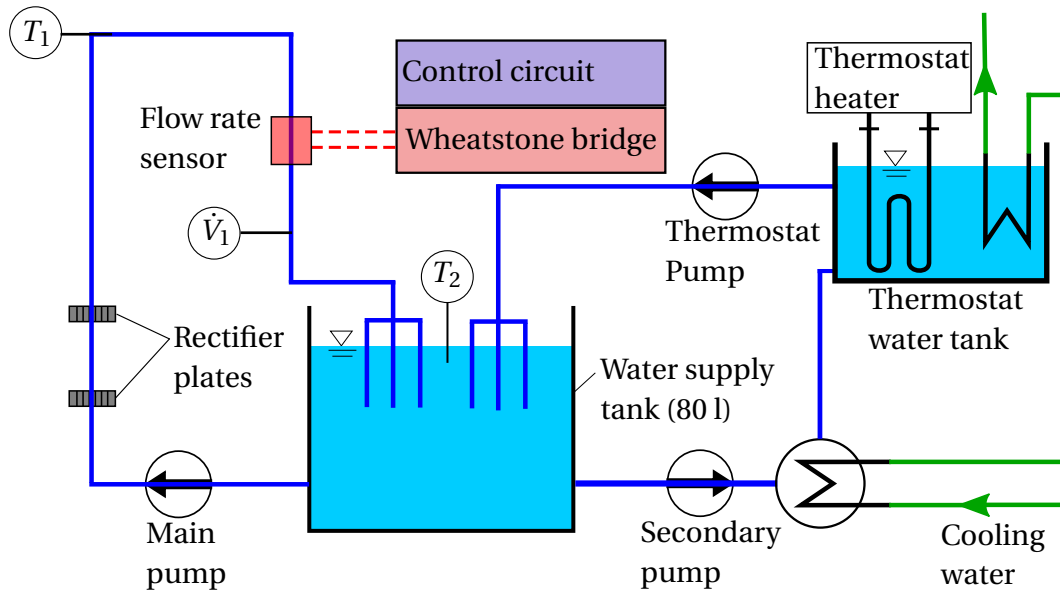 T₁
Control circuit
Wheatstone bridge
Thermostat
heater
Flow rate
sensor
V̇₁
T₂
Thermostat
Pump
Thermostat
water tank
Rectifier
plates
Water supply
tank (80 l)
Main
pump
Secondary
pump
Cooling
water